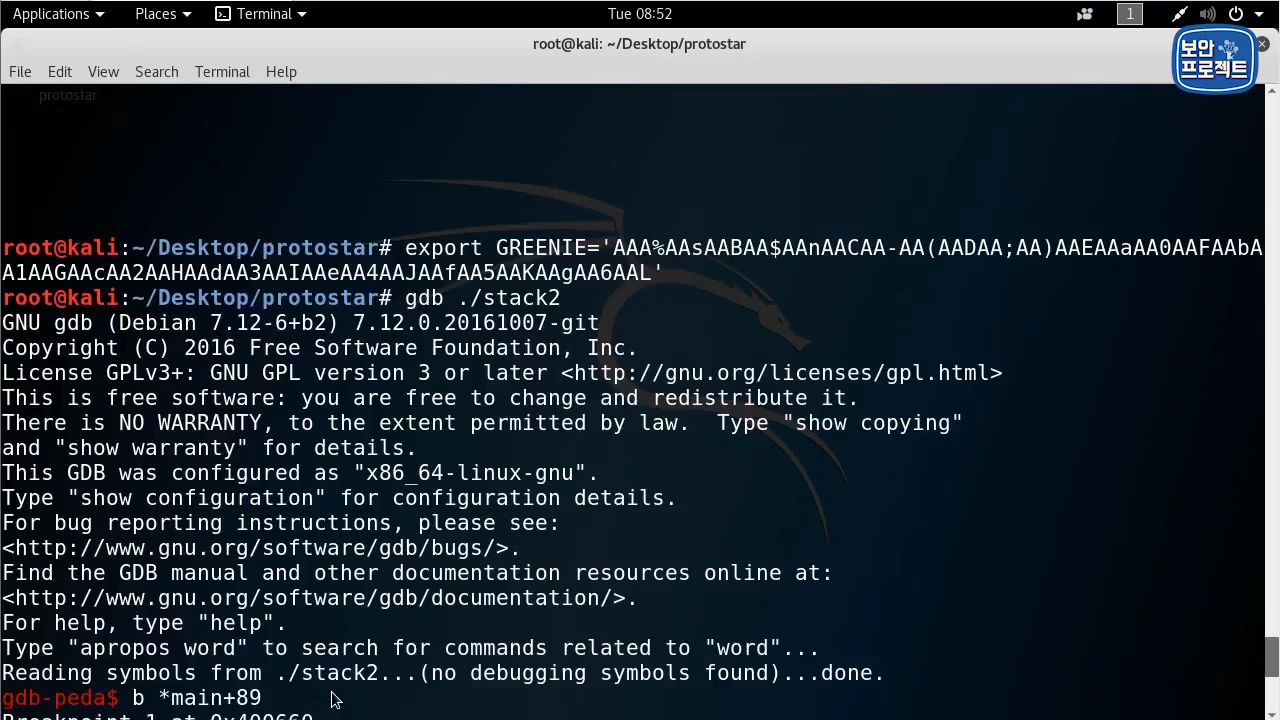 Applications Places Terminal Tue 08:52 1
root@kali: ~/Desktop/protostar
보안
프로젝트
File Edit View Search Terminal Help
protostar
root@kali:~/Desktop/protostar# export GREENIE='AAA%AAsAABAA$AAnAACAA-AA(AADAA;AA)AAEAAaAA0AAFAAbA
A1AAGAAcAA2AAHAAdAA3AAIAAeAA4AAJAAfAA5AAKAAgAA6AAL'
root@kali:~/Desktop/protostar# gdb ./stack2
GNU gdb (Debian 7.12-6+b2) 7.12.0.20161007-git
Copyright (C) 2016 Free Software Foundation, Inc.
License GPLv3+: GNU GPL version 3 or later <http://gnu.org/licenses/gpl.html>
This is free software: you are free to change and redistribute it.
There is NO WARRANTY, to the extent permitted by law.  Type "show copying"
and "show warranty" for details.
This GDB was configured as "x86_64-linux-gnu".
Type "show configuration" for configuration details.
For bug reporting instructions, please see:
<http://www.gnu.org/software/gdb/bugs/>.
Find the GDB manual and other documentation resources online at:
<http://www.gnu.org/software/gdb/documentation/>.
For help, type "help".
Type "apropos word" to search for commands related to "word"...
Reading symbols from ./stack2...(no debugging symbols found)...done.
gdb-peda$ b *main+89
Breakpoint 1 at 0x400660